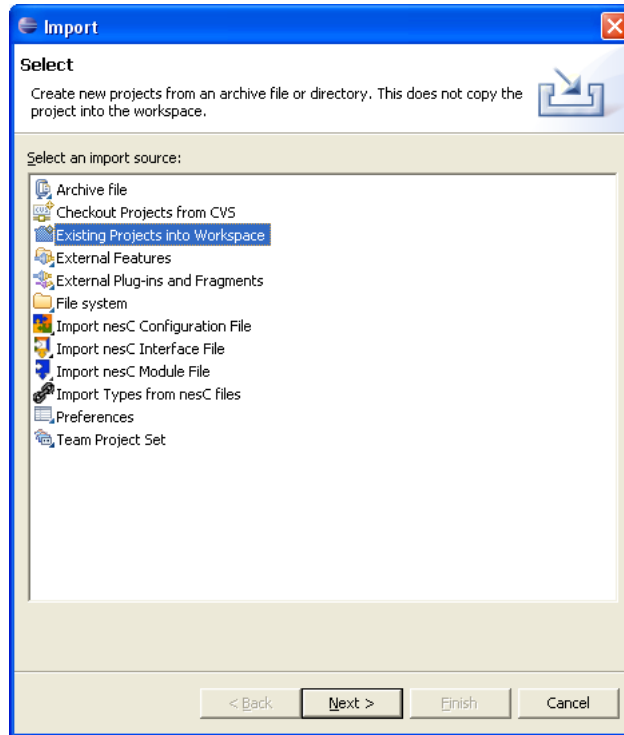 Import
Select
Create new projects from an archive file or directory. This does not copy the
project into the workspace.
Select an import source:
Archive file
Checkout Projects from CVS
Existing Projects into Workspace
External Features
External Plug-ins and Fragments
File system
Import nesC Configuration File
Import nesC Interface File
Import nesC Module File
Import Types from nesC files
Preferences
Team Project Set
< Back Next > Finish Cancel